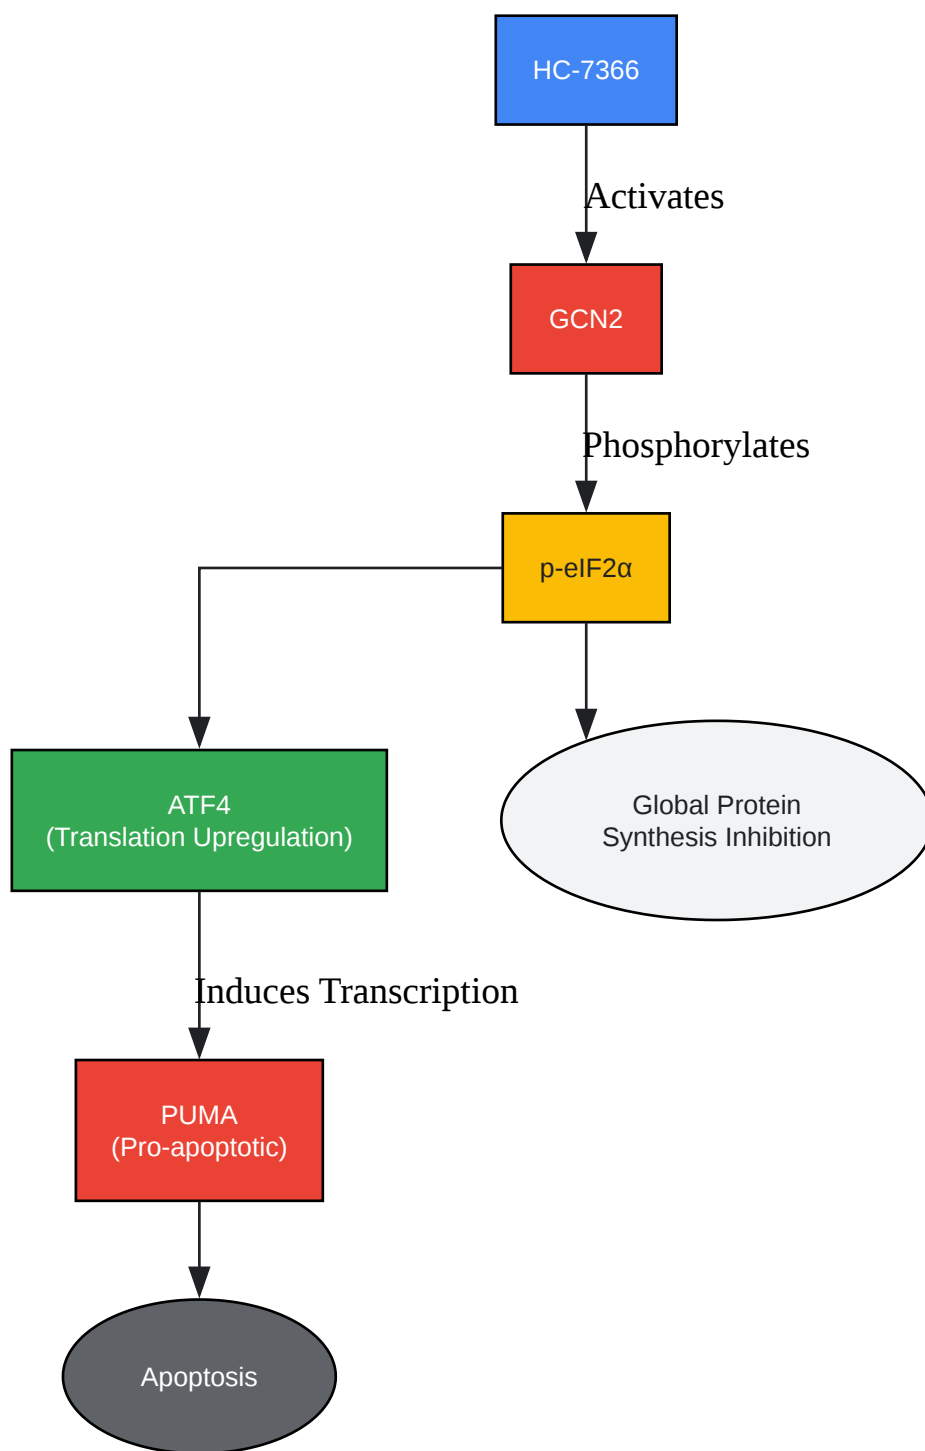 HC-7366
Activates
GCN2
Phosphorylates
p-eIF2α
ATF4
(Translation Upregulation)
Global Protein
Synthesis Inhibition
Induces Transcription
PUMA
(Pro-apoptotic)
Apoptosis